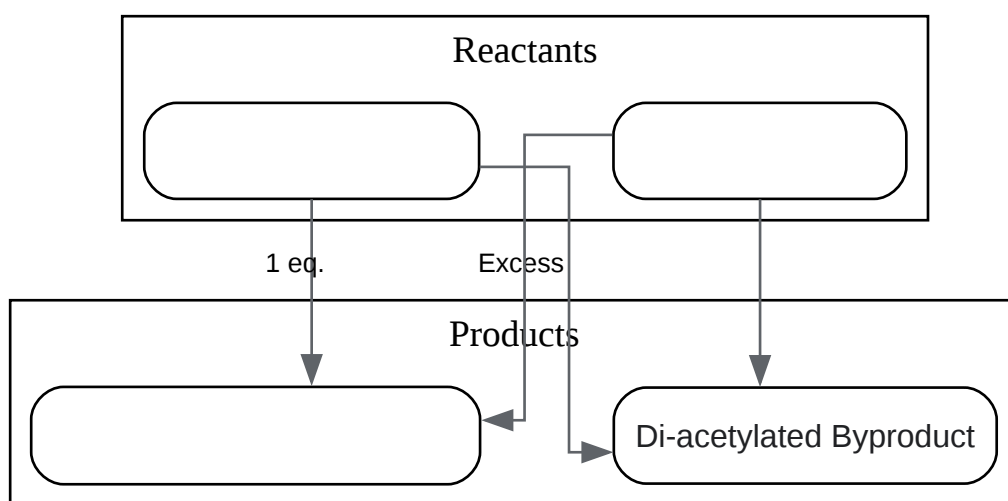 Reactants
1 eq.
Excess
Products
Di-acetylated Byproduct